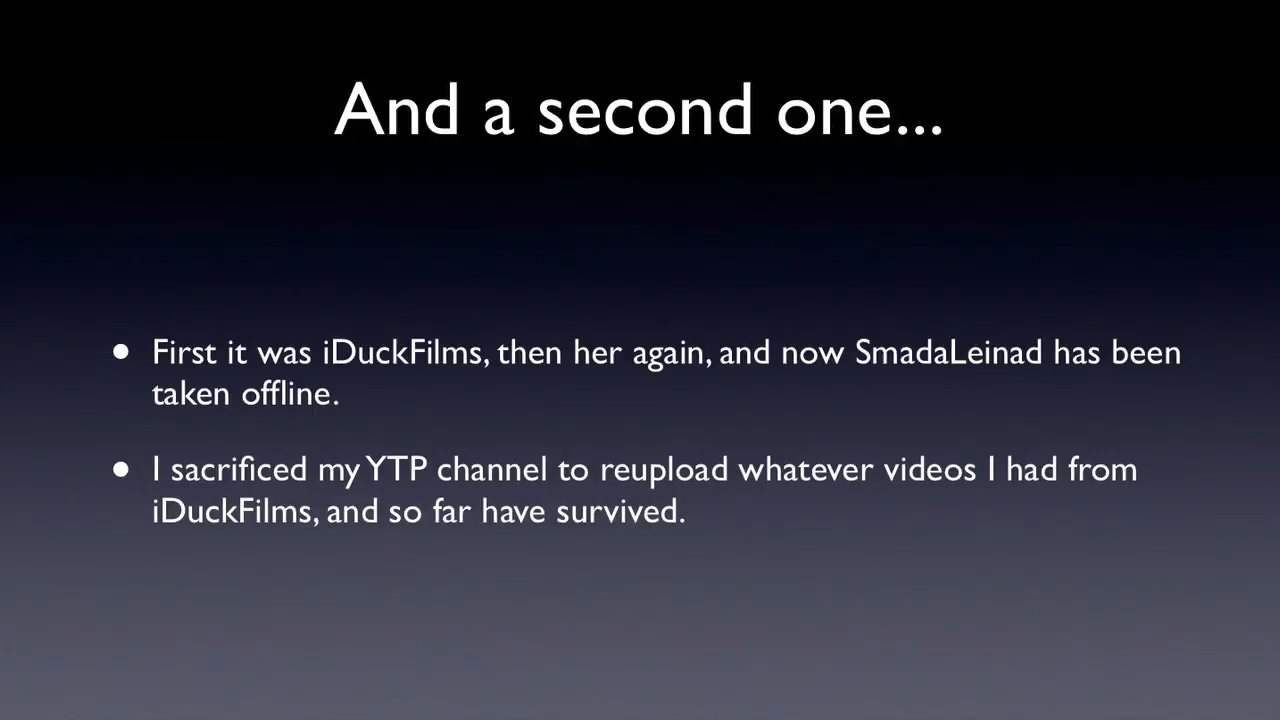 And a second one...
• First it was iDuckFilms, then her again, and now SmadaLeinad has been
taken offline.
• I sacrificed my YTP channel to reupload whatever videos I had from
iDuckFilms, and so far have survived.